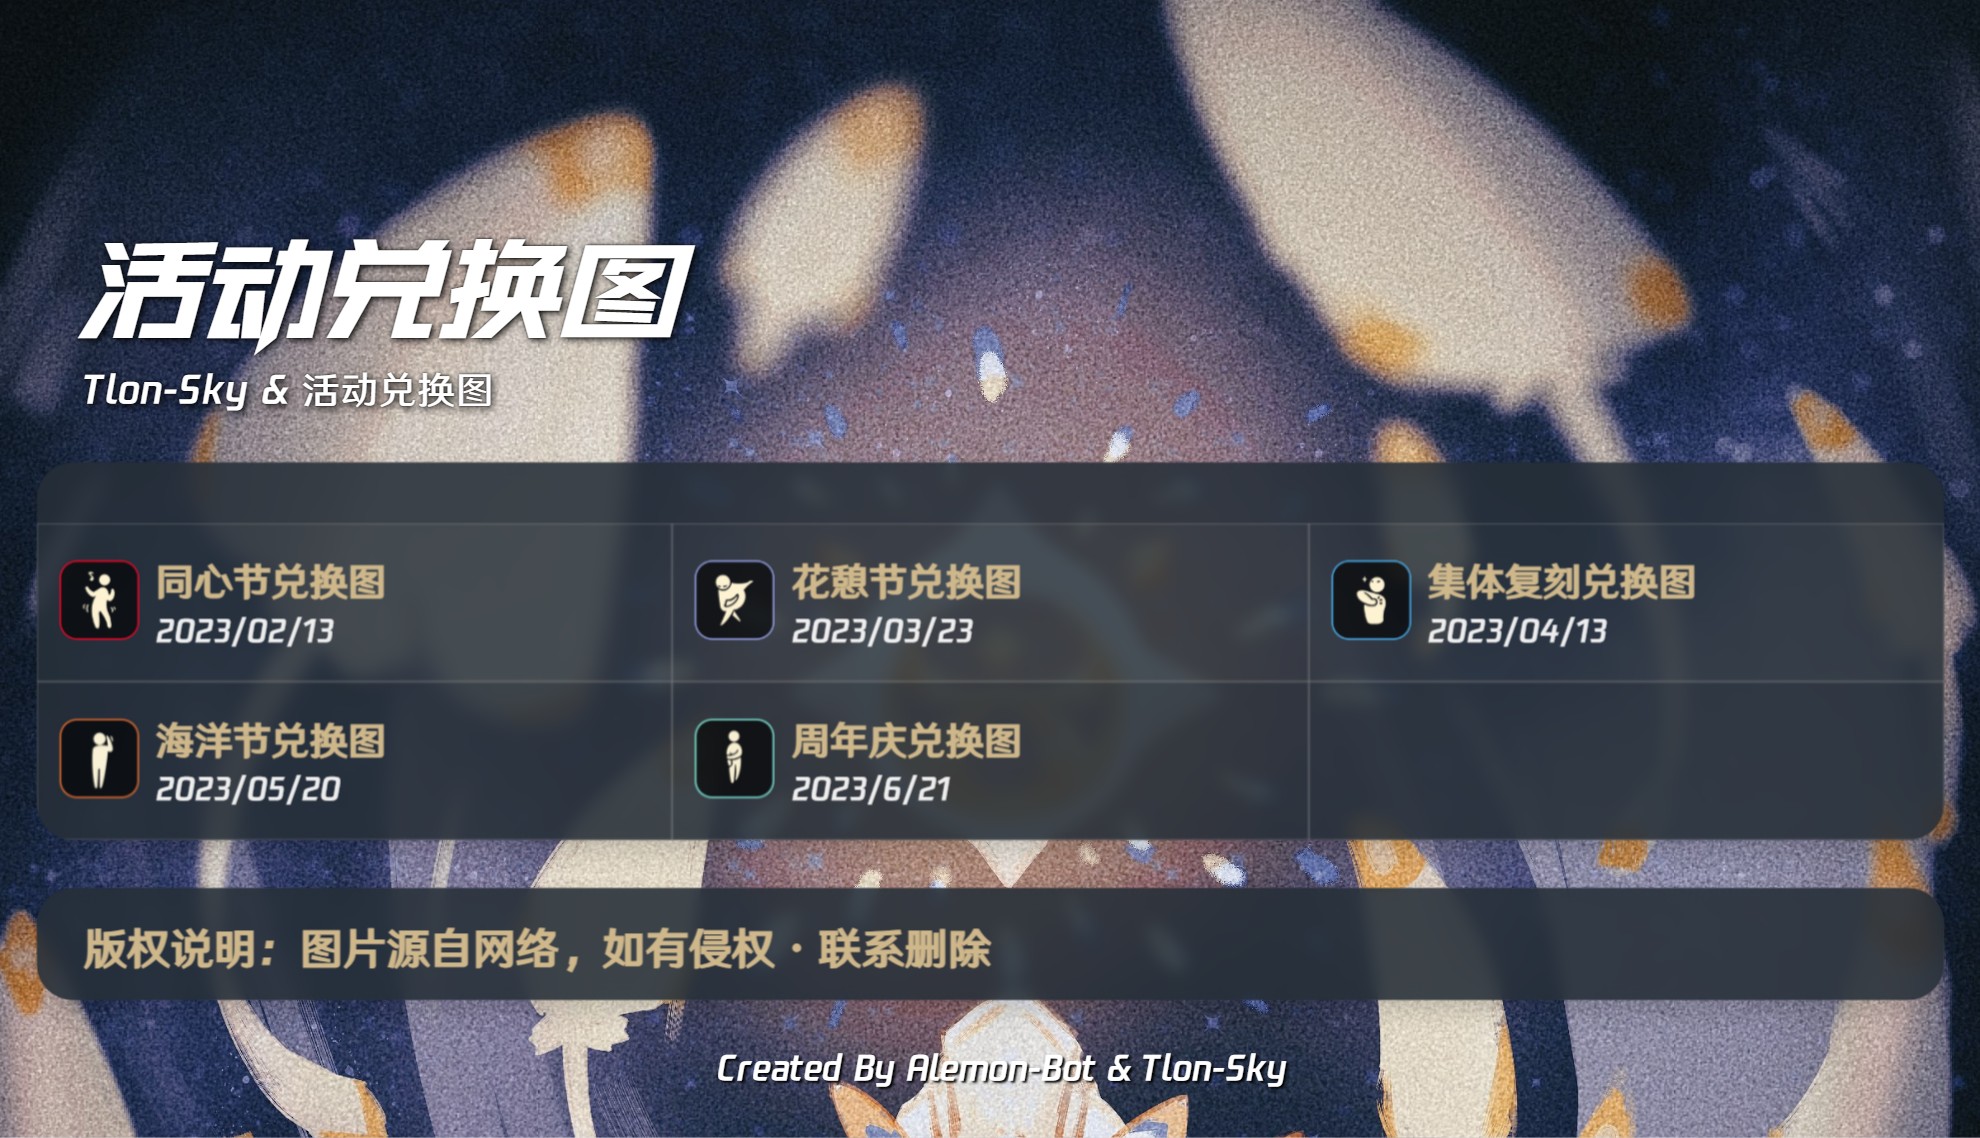 活动兑换图
Tlon-Sky & 活动兑换图
同心节兑换图
2023/02/13
花憩节兑换图
2023/03/23
集体复刻兑换图
2023/04/13
海洋节兑换图
2023/05/20
周年庆兑换图
2023/6/21
版权说明：图片源自网络，如有侵权·联系删除
Created By Alemon-Bot & Tlon-Sky